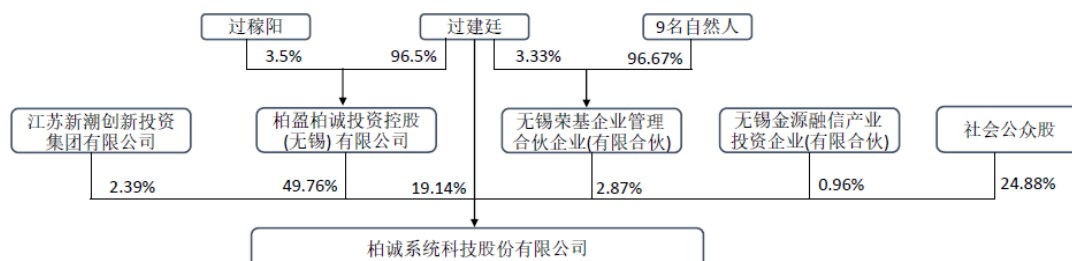 过稼阳
过建廷
9名自然人
3.5%
96.5%
3.33%
96.67%
江苏新潮创新投资
集团有限公司
柏盈柏诚投资控股
(无锡)有限公司
无锡荣基企业管理
合伙企业(有限合伙)
无锡金源融信产业
投资企业(有限合伙)
社会公众股
2.39%
49.76%
19.14%
2.87%
0.96%
24.88%
柏诚系统科技股份有限公司